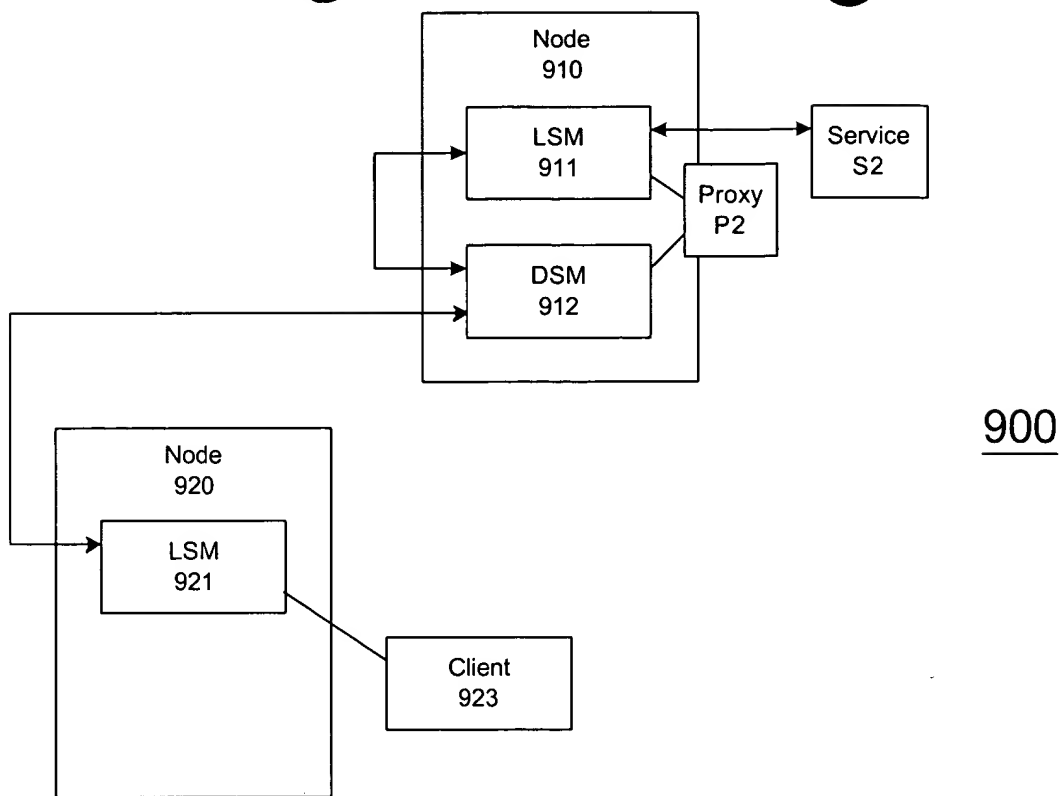 Node
910
LSM
911
Service
S2
Proxy
P2
DSM
912
900
Node
920
LSM
921
Client
923